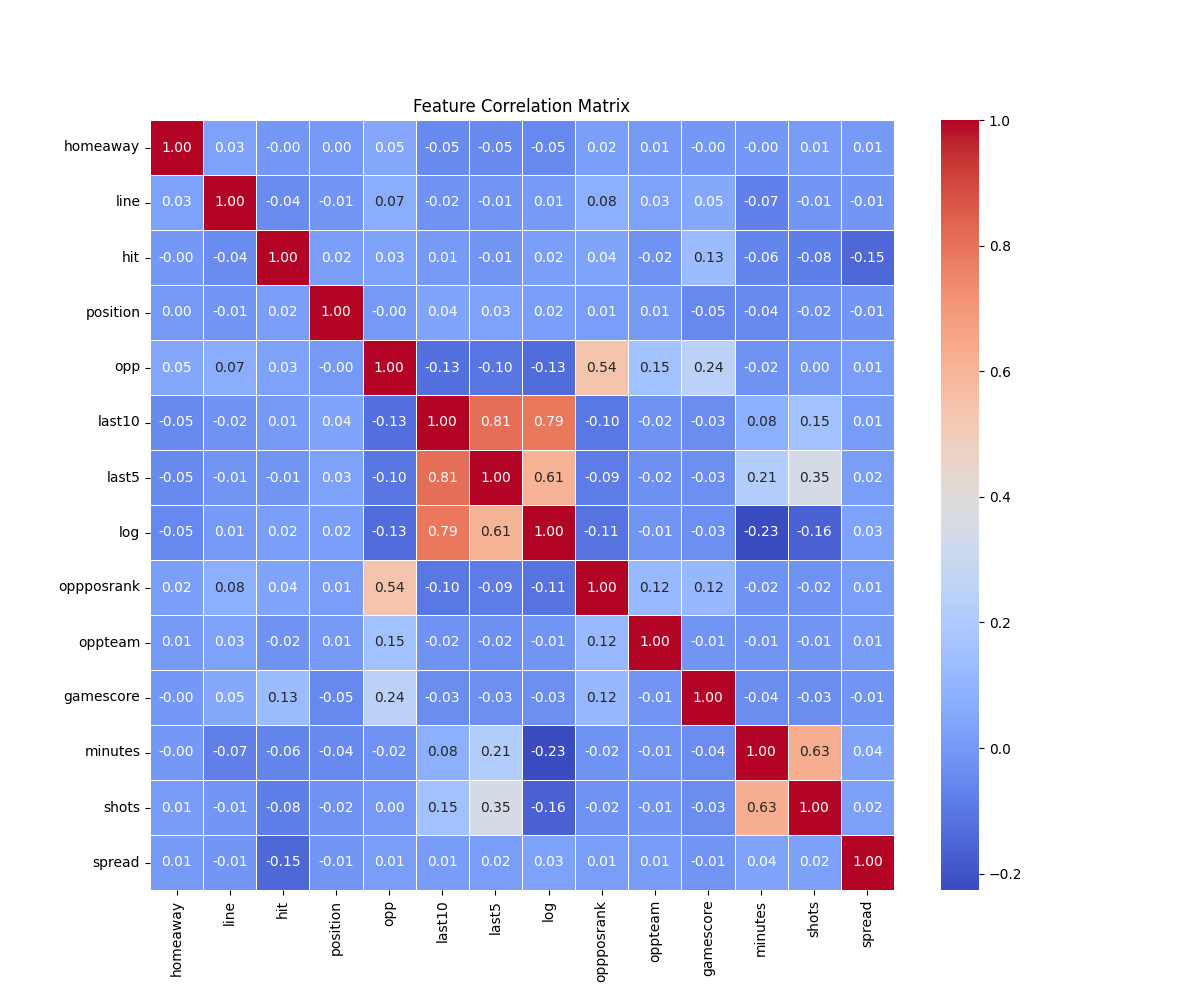 Feature Correlation Matrix
homeaway 1.00 0.03 -0.00 0.00 0.05 -0.05 -0.05 -0.05 0.02 0.01 -0.00 -0.00 0.01 0.01
line 0.03 1.00 -0.04 -0.01 0.07 -0.02 -0.01 0.01 0.08 0.03 0.05 -0.07 -0.01 -0.01
hit -0.00 -0.04 1.00 0.02 0.03 0.01 -0.01 0.02 0.04 -0.02 0.13 -0.06 -0.08 -0.15
position 0.00 -0.01 0.02 1.00 -0.00 0.04 0.03 0.02 0.01 0.01 -0.05 -0.04 -0.02 -0.01
opp 0.05 0.07 0.03 -0.00 1.00 -0.13 -0.10 -0.13 0.54 0.15 0.24 -0.02 0.00 0.01
last10 -0.05 -0.02 0.01 0.04 -0.13 1.00 0.81 0.79 -0.10 -0.02 -0.03 0.08 0.15 0.01
last5 -0.05 -0.01 -0.01 0.03 -0.10 0.81 1.00 0.61 -0.09 -0.02 -0.03 0.21 0.35 0.02
log -0.05 0.01 0.02 0.02 -0.13 0.79 0.61 1.00 -0.11 -0.01 -0.03 -0.23 -0.16 0.03
oppposrank 0.02 0.08 0.04 0.01 0.54 -0.10 -0.09 -0.11 1.00 0.12 0.12 -0.02 -0.02 0.01
oppteam 0.01 0.03 -0.02 0.01 0.15 -0.02 -0.02 -0.01 0.12 1.00 -0.01 -0.01 -0.01 0.01
gamescore -0.00 0.05 0.13 -0.05 0.24 -0.03 -0.03 -0.03 0.12 -0.01 1.00 -0.04 -0.03 -0.01
minutes -0.00 -0.07 -0.06 -0.04 -0.02 0.08 0.21 -0.23 -0.02 -0.01 -0.04 1.00 0.63 0.04
shots 0.01 -0.01 -0.08 -0.02 0.00 0.15 0.35 -0.16 -0.02 -0.01 -0.03 0.63 1.00 0.02
spread 0.01 -0.01 -0.15 -0.01 0.01 0.01 0.02 0.03 0.01 0.01 -0.01 0.04 0.02 1.00
homeaway line hit position opp last10 last5 log oppposrank oppteam gamescore minutes shots spread
1.0
0.8
0.6
0.4
0.2
0.0
−0.2